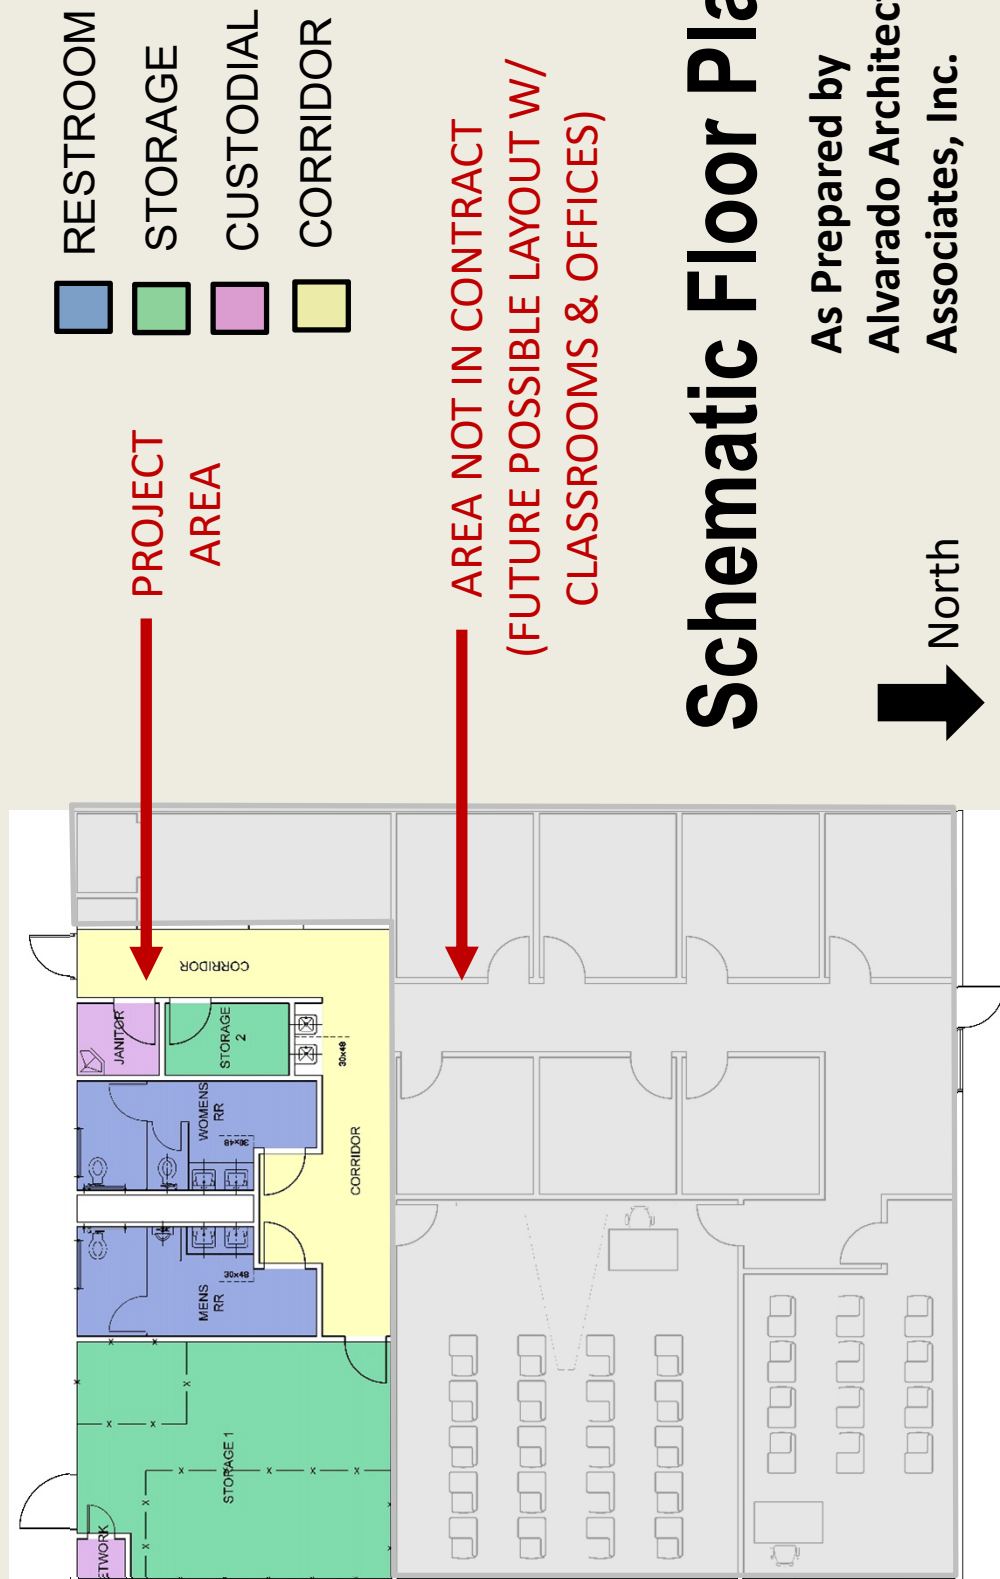 RESTROOM
STORAGE
CUSTODIAL
CORRIDOR
PROJECT
AREA
AREA NOT IN CONTRACT
(FUTURE POSSIBLE LAYOUT W/
CLASSROOMS & OFFICES)
Schematic Floor Pla
As Prepared by
Alvarado Architec
Associates, Inc.
North
CORRIDOR
JANITOR
STORAGE
2
30x48
WOMENS
RR
30x48
CORRIDOR
MENS
RR
30x48
STORAGE 1
ETWORK